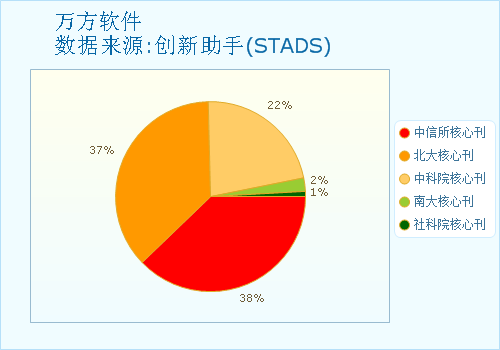 万方软件
数据来源:创新助手(STADS)
22%
37%
2%
1%
38%
中信所核心刊
北大核心刊
中科院核心刊
南大核心刊
社科院核心刊